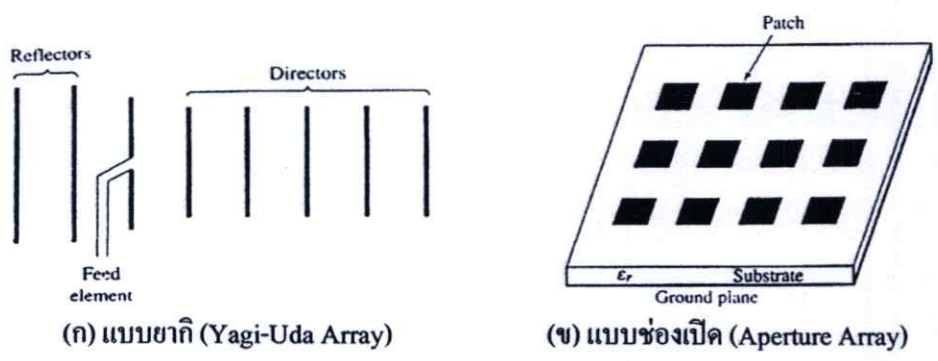 Reflectors
Directors
Feed
element
(ก) แบบยากิ (Yagi-Uda Array)
Patch
εr
Substrate
Ground plane
(ข) แบบช่องเปิด (Aperture Array)